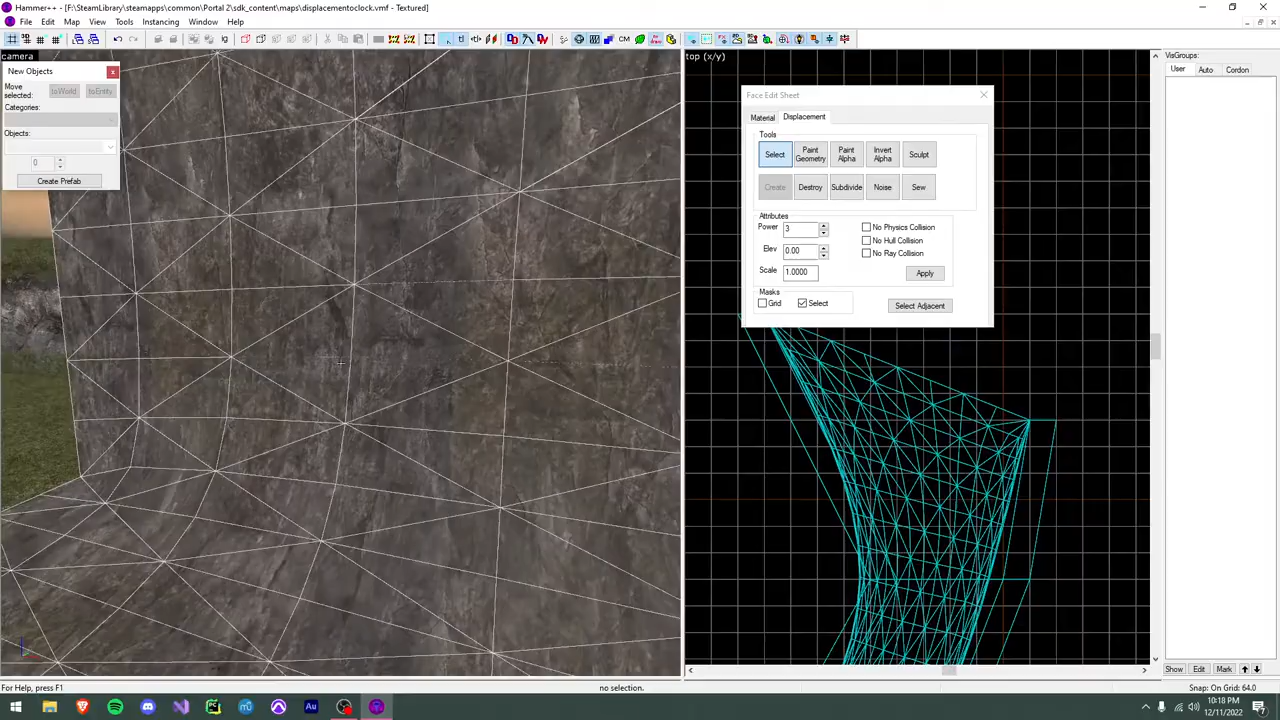 Hammer++ - [F:\SteamLibrary\steamapps\common\Portal 2\sdk_content\maps\displacementoclock.vmf - Textured]
File Edit Map View Tools Instancing Window Help
camera
New Objects
Move selected:
toWorld
toEntity
Categories:
Objects:
0
Create Prefab
top (x/y)
Face Edit Sheet
Material
Displacement
Tools
Select
Paint Geometry
Paint Alpha
Invert Alpha
Sculpt
Create
Destroy
Subdivide
Noise
Sew
Attributes
Power 3
Elev 0.00
Scale 1.0000
No Physics Collision
No Hull Collision
No Ray Collision
Apply
Masks
Grid
Select
Select Adjacent
VisGroups:
User Auto Cordon
Show Edit Mark
For Help, press F1
no selection.
Snap: On Grid: 64.0
10:18 PM
12/11/2022